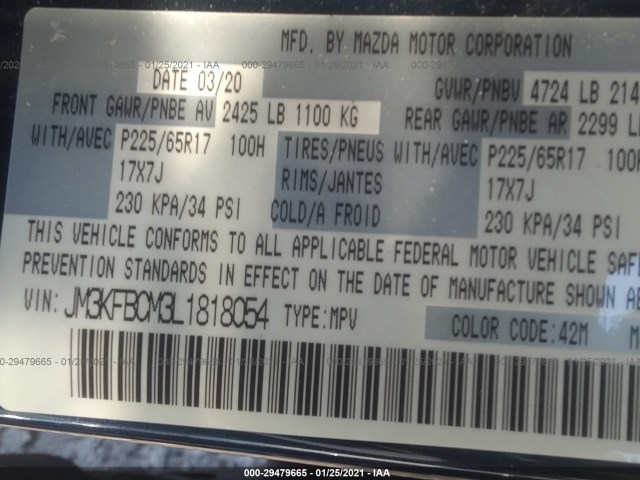 MFD. BY MAZDA MOTOR CORPORATION
DATE 03/20 GVWR/PNBV 4724 LB 214
FRONT GAWR/PNBE AV 2425 LB 1100 KG REAR GAWR/PNBE AR 2299 L
WITH/AVEC P225/65R17 100H TIRES/PNEUS WITH/AVEC P225/65R17 100H
17X7J RIMS/JANTES 17X7J
230 KPA/34 PSI COLD/A FROID 230 KPA/34 PSI
THIS VEHICLE CONFORMS TO ALL APPLICABLE FEDERAL MOTOR VEHICLE SAF
PREVENTION STANDARDS IN EFFECT ON THE DATE OF MANUFACTURE SHOWN AB
VIN: JM3KFBCM3L1818054 TYPE:MPV COLOR CODE:42M
000-29479665 - 01/25/2021 - IAA